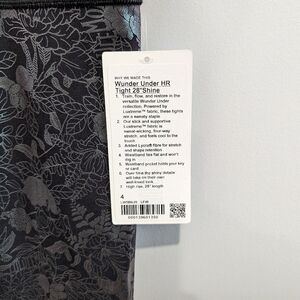 WHY WE MADE THIS
Wunder Under HR
Tight 28"Shine
1. Train, flow, and restore in the
versatile Wunder Under
collection. Powered by
Luxtreme™ fabric, these tights
are a sweaty staple
2. Our slick and supportive
Luxtreme™ fabric is
sweat-wicking, four-way
stretch, and feels cool to the
touch
3. Added Lycra® fibre for stretch
and shape retention
4. Waistband lies flat and won't
dig in
5. Waistband pocket holds your key
or card
6. Over time the shiny details
will take on their own
well-loved look
7. High rise, 28" length
4